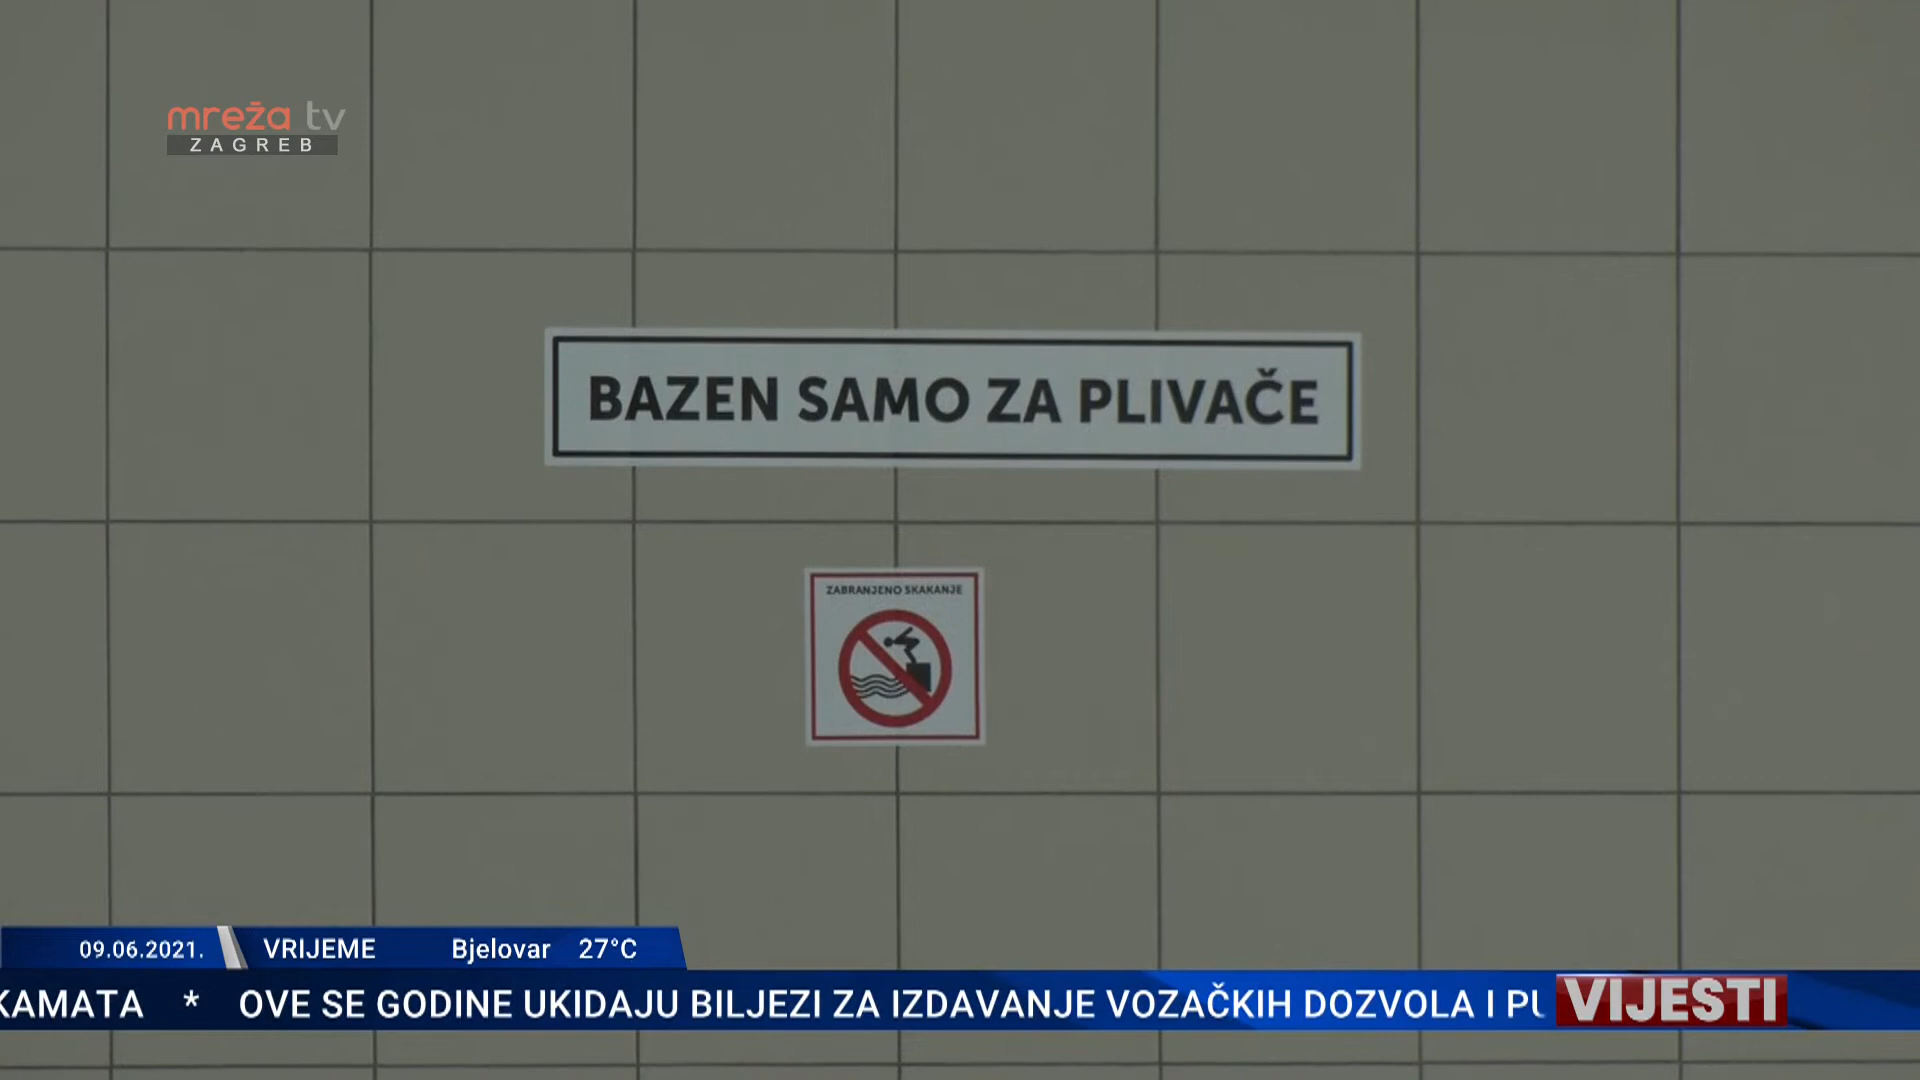 mreža tv
ZAGREB
BAZEN SAMO ZA PLIVAČE
ZABRANJENO SKAKANJE
09.06.2021. VRIJEME Bjelovar 27°C
KAMATA * OVE SE GODINE UKIDAJU BILJEZI ZA IZDAVANJE VOZAČKIH DOZVOLA I
VIJESTI